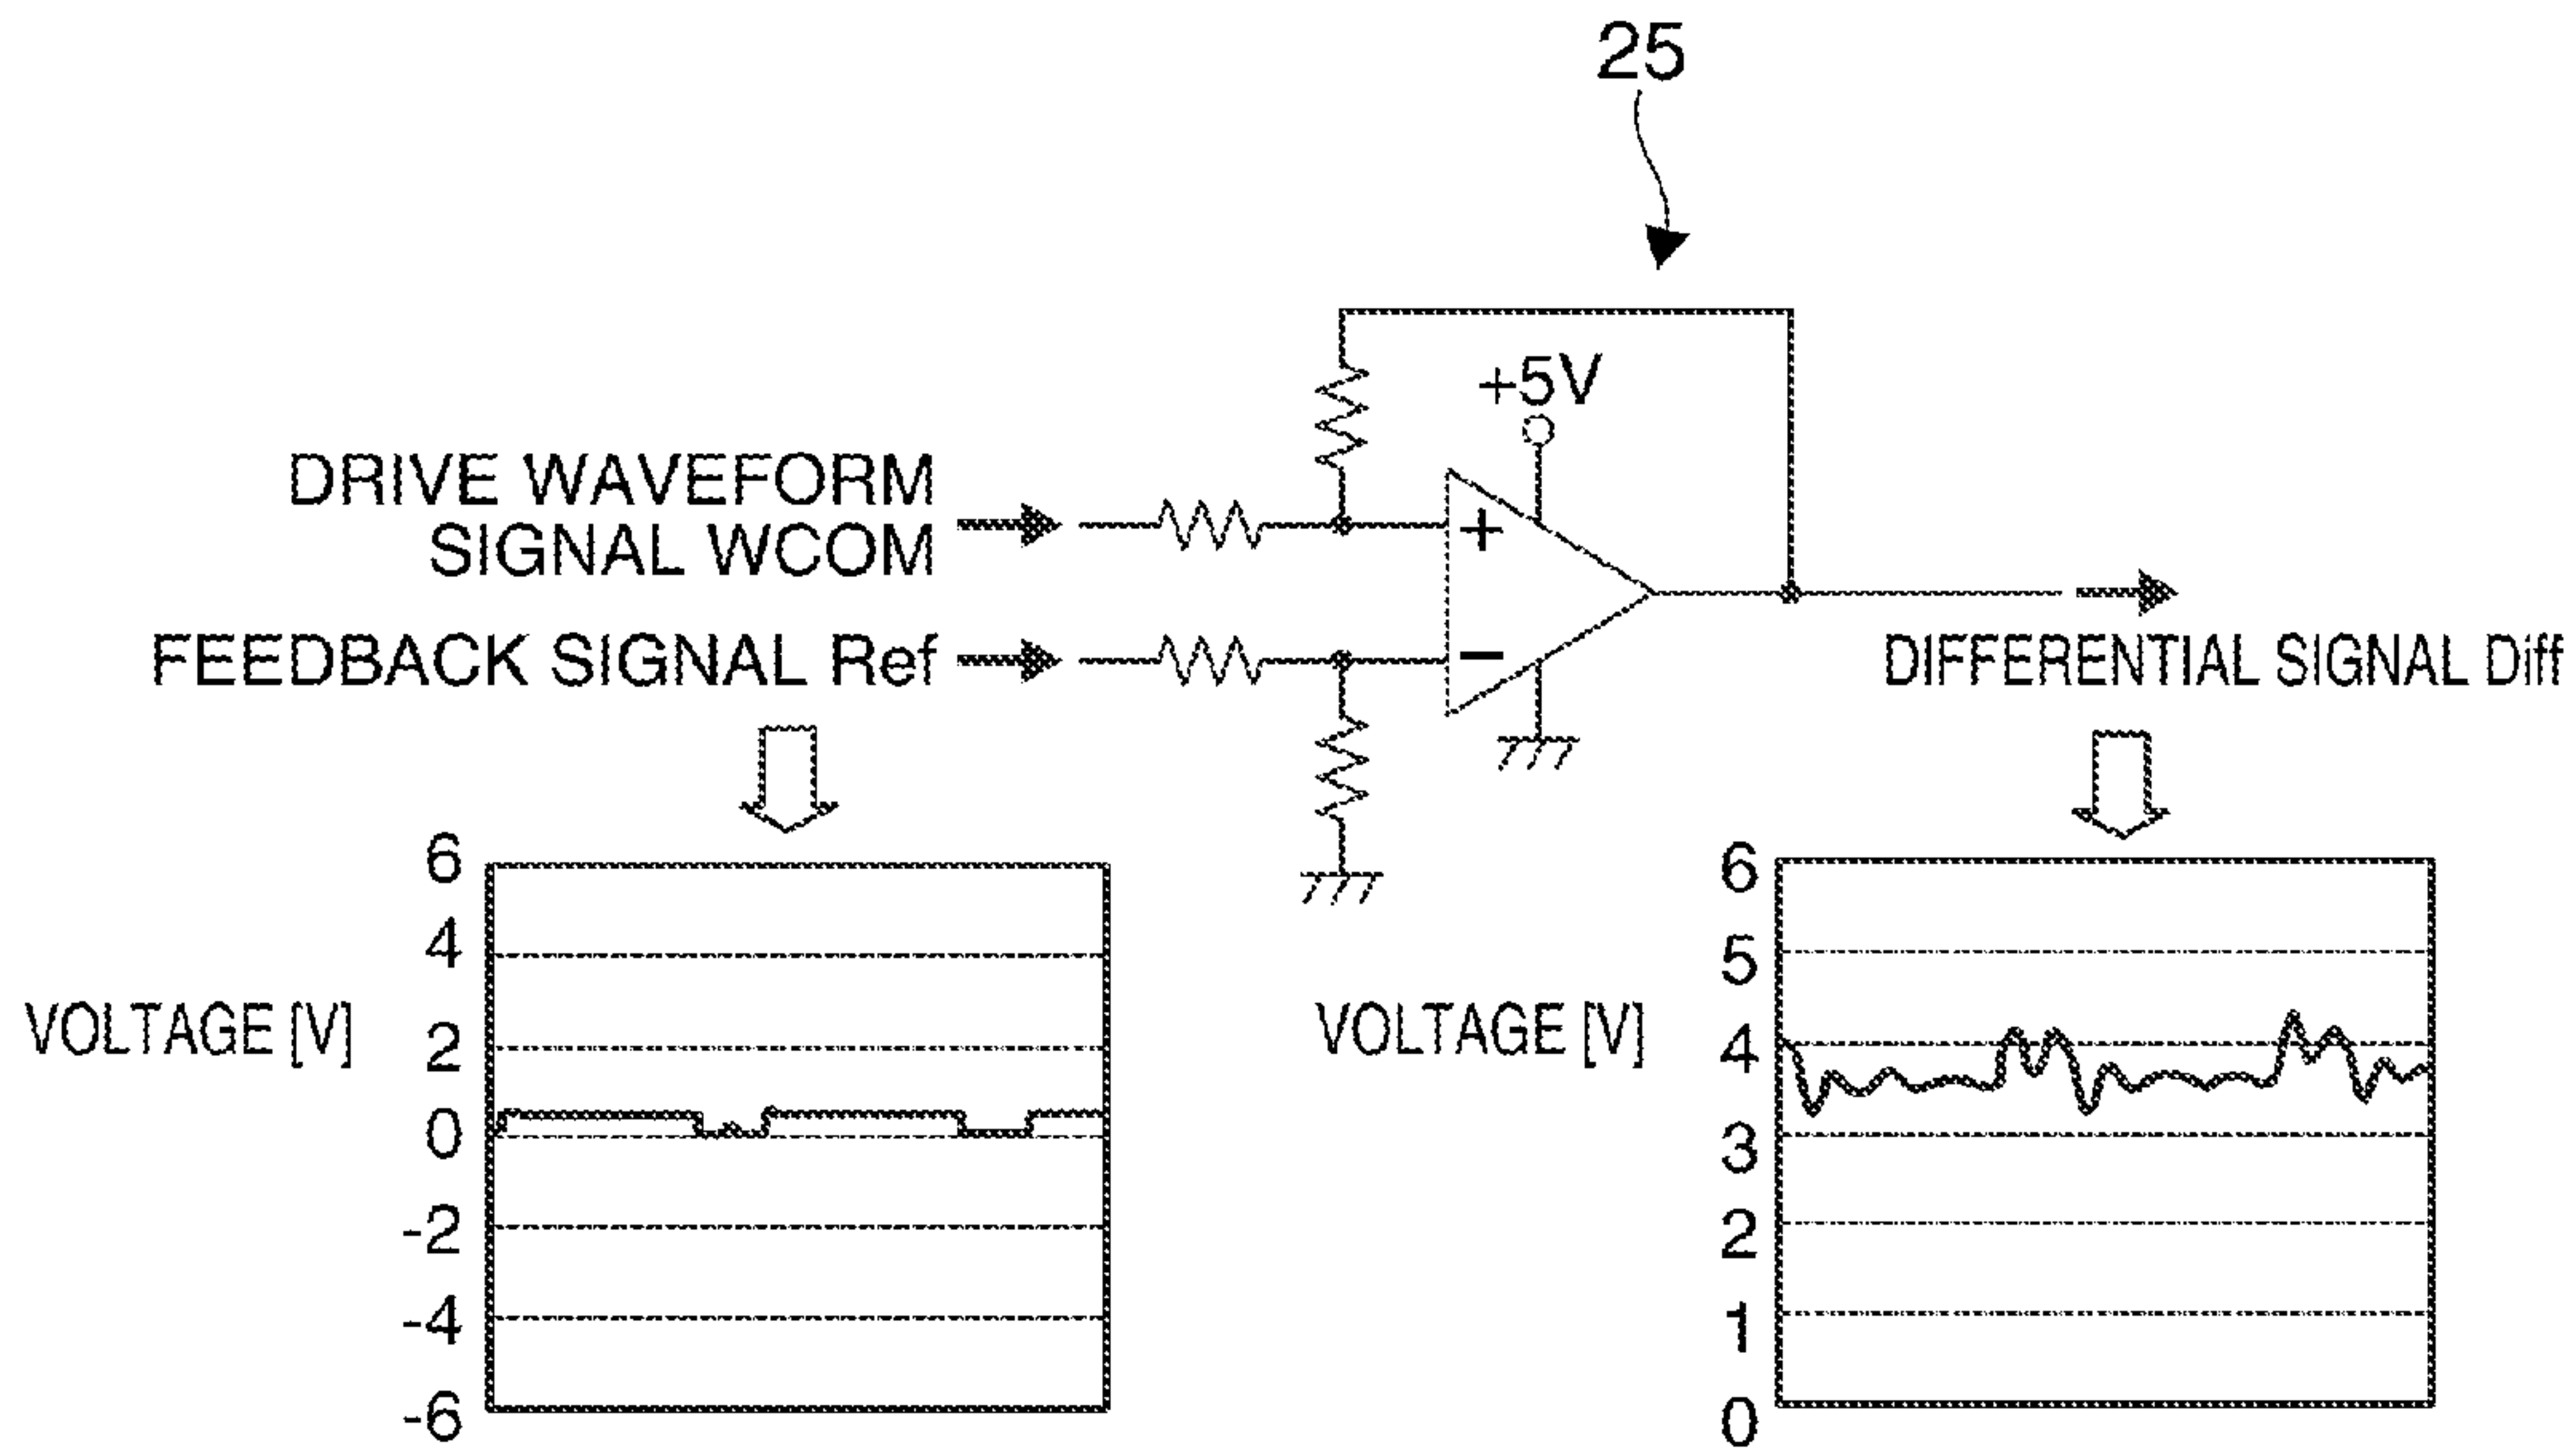 25
+5V
DRIVE WAVEFORM
SIGNAL WCOM
+
FEEDBACK SIGNAL Ref
−
DIFFERENTIAL SIGNAL Diff
VOLTAGE [V]
6
4
2
0
-2
-4
-6
VOLTAGE [V]
6
5
4
3
2
1
0